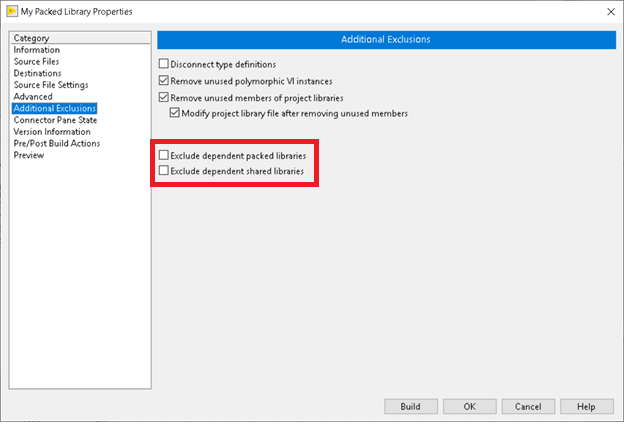 My Packed Library Properties
Category
Information
Source Files
Destinations
Source File Settings
Advanced
Additional Exclusions
Connector Pane State
Version Information
Pre/Post Build Actions
Preview
Additional Exclusions
Disconnect type definitions
Remove unused polymorphic VI instances
Remove unused members of project libraries
Modify project library file after removing unused members
Exclude dependent packed libraries
Exclude dependent shared libraries
Build
OK
Cancel
Help